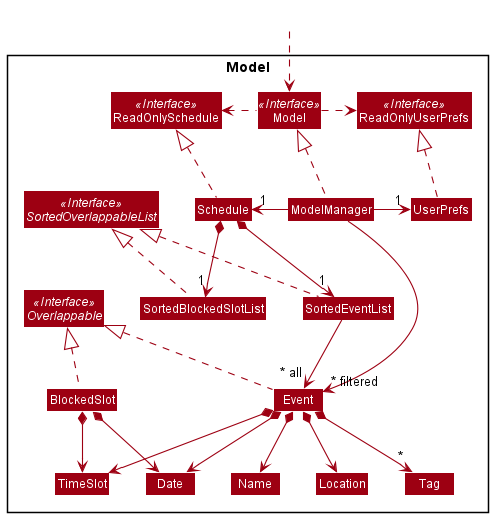 Model
«Interface»
ReadOnlySchedule
«Interface»
Model
«Interface»
ReadOnlyUserPrefs
«Interface»
SortedOverlappableList
Schedule
1
ModelManager
1
UserPrefs
1
1
SortedBlockedSlotList
SortedEventList
«Interface»
Overlappable
* all
* filtered
BlockedSlot
Event
*
TimeSlot
Date
Name
Location
Tag